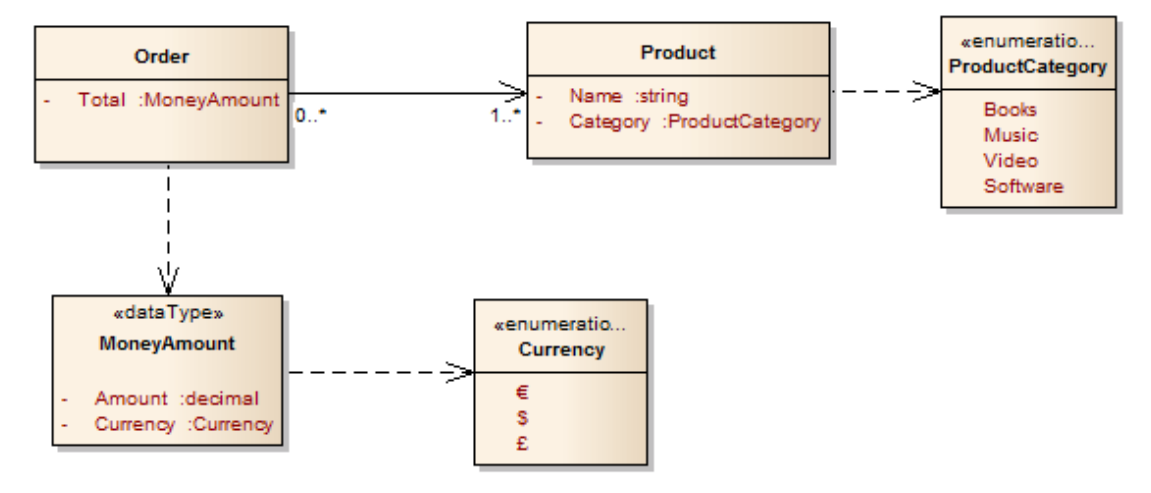 Order
- Total :MoneyAmount
0..*
1..*
Product
- Name :string
- Category :ProductCategory
«enumeratio...
ProductCategory
Books
Music
Video
Software
«dataType»
MoneyAmount
- Amount :decimal
- Currency :Currency
«enumeratio...
Currency
€
$
£